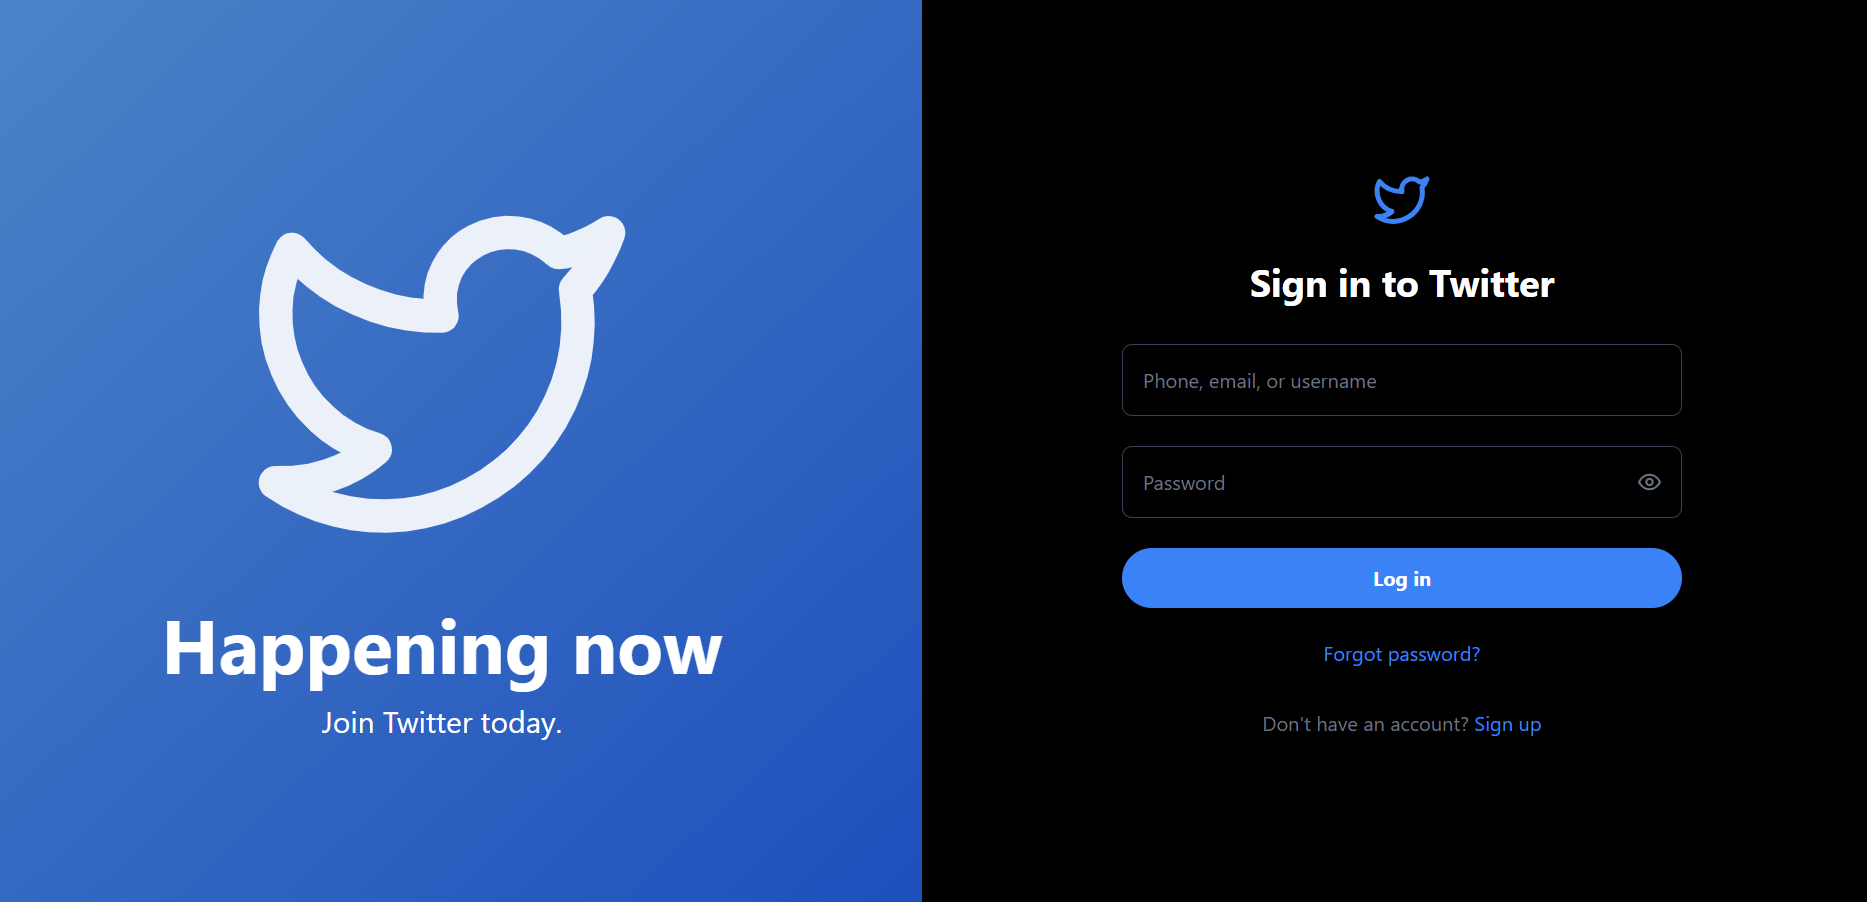 Happening now
Join Twitter today.
Sign in to Twitter
Phone, email, or username
Password
Log in
Forgot password?
Don't have an account? Sign up